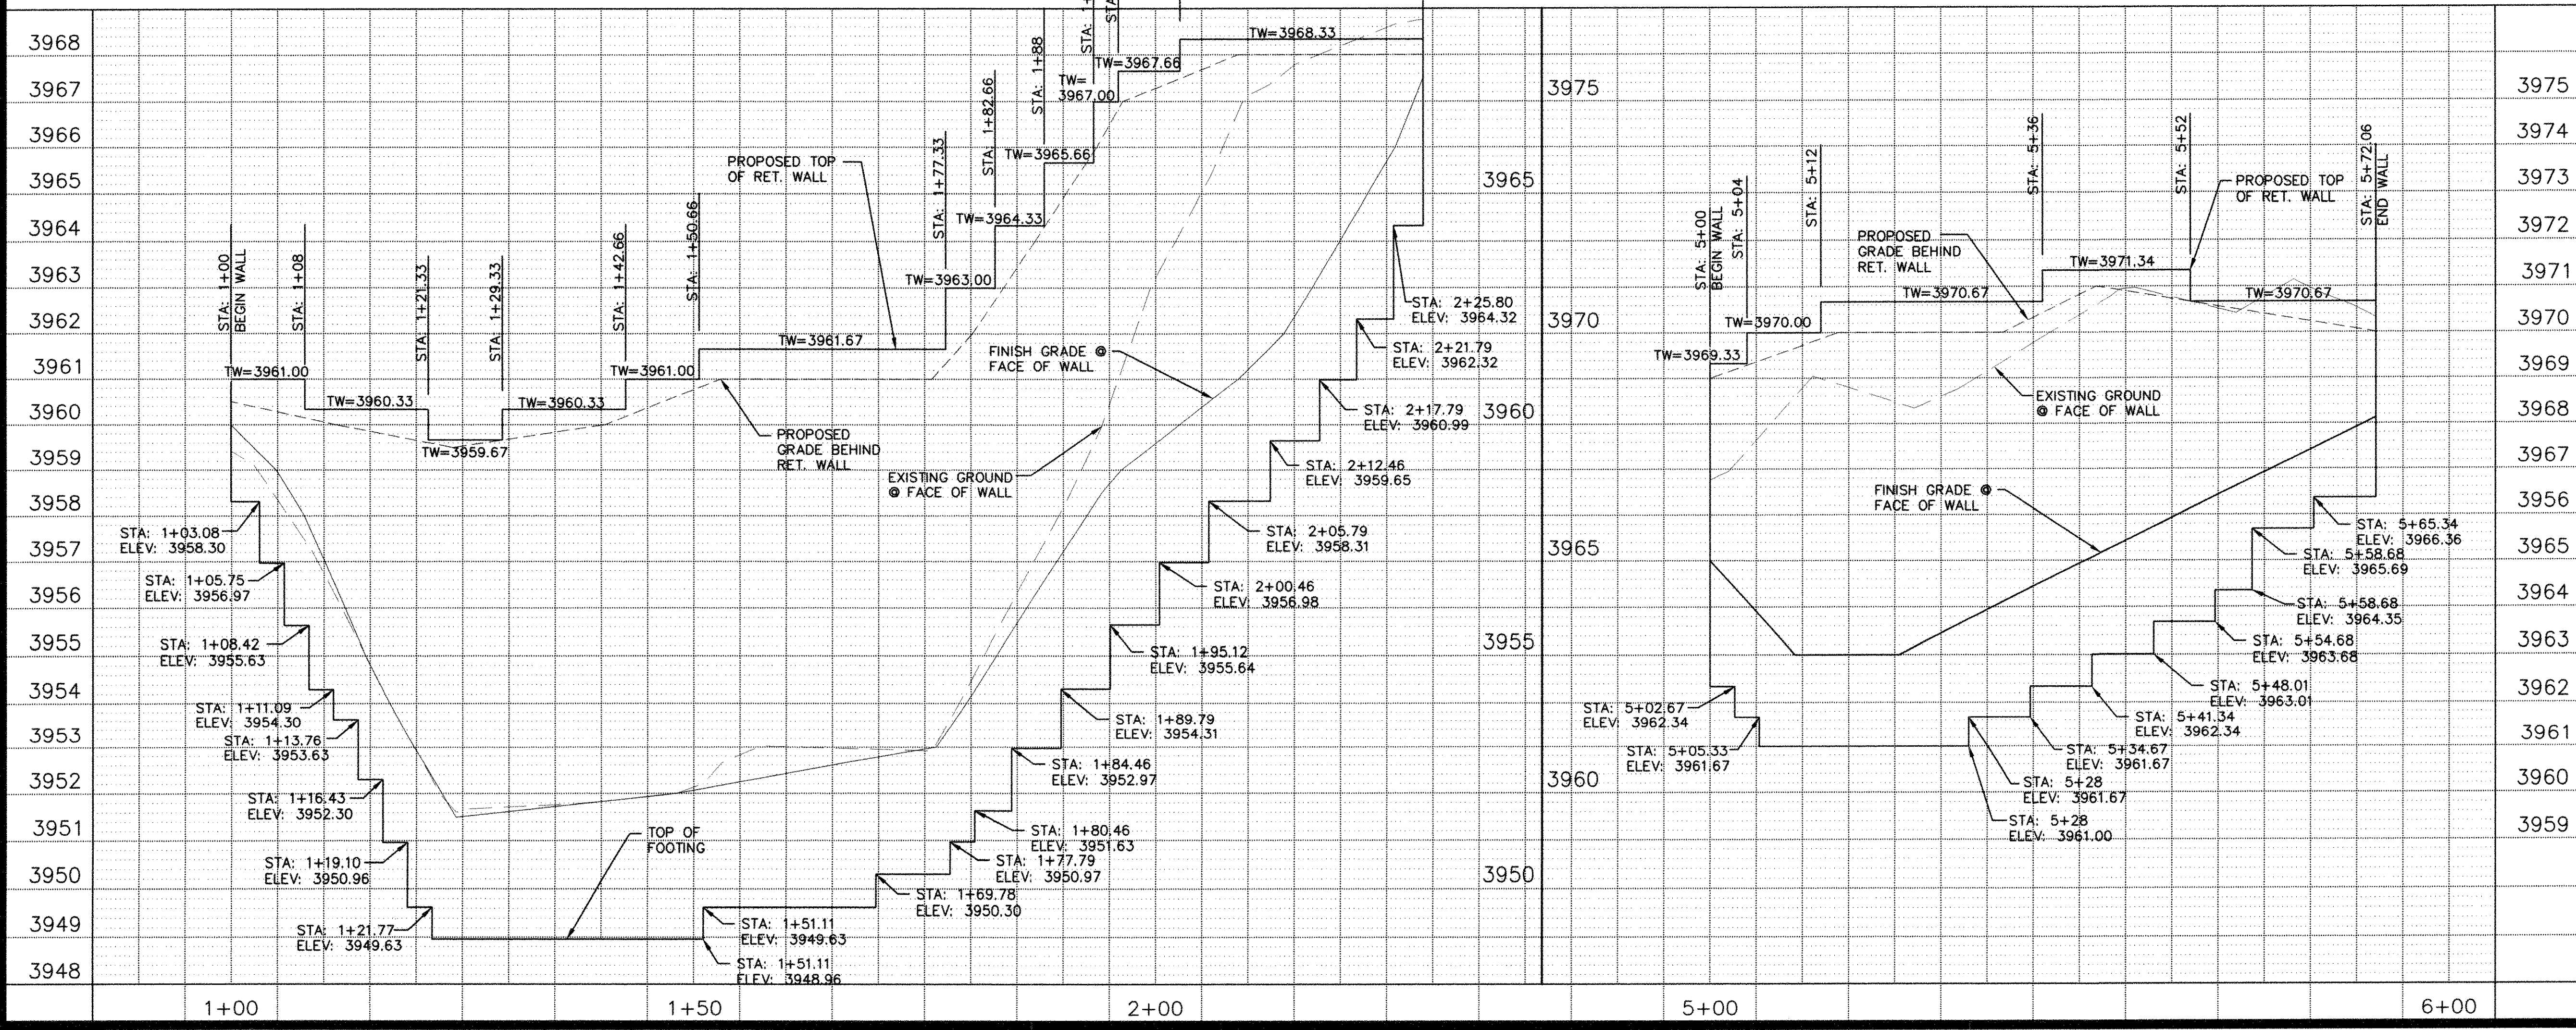 3968
3967
3966
3965
3964
3963
3962
3961
3960
3959
3958
3957
3956
3955
3954
3953
3952
3951
3950
3949
3948
STA: 1+00
BEGIN WALL
STA: 1+08
STA: 1+21.33
STA: 1+29.33
STA: 1+42.66
STA: 1+50.66
STA: 1+77.33
STA: 1+82.66
STA: 1+88
TW=3961.00
TW=3960.33
TW=3959.67
TW=3960.33
TW=3961.00
TW=3961.67
TW=3963.00
TW=3964.33
TW=3965.66
TW=
3967.00
TW=3967.66
TW=3968.33
PROPOSED TOP
OF RET. WALL
PROPOSED
GRADE BEHIND
RET. WALL
FINISH GRADE @
FACE OF WALL
EXISTING GROUND
@ FACE OF WALL
TOP OF
FOOTING
STA: 1+03.08
ELEV: 3958.30
STA: 1+05.75
ELEV: 3956.97
STA: 1+08.42
ELEV: 3955.63
STA: 1+11.09
ELEV: 3954.30
STA: 1+13.76
ELEV: 3953.63
STA: 1+16.43
ELEV: 3952.30
STA: 1+19.10
ELEV: 3950.96
STA: 1+21.77
ELEV: 3949.63
STA: 1+51.11
ELEV: 3949.63
STA: 1+51.11
ELEV: 3948.96
STA: 1+69.78
ELEV: 3950.30
STA: 1+77.79
ELEV: 3950.97
STA: 1+80.46
ELEV: 3951.63
STA: 1+84.46
ELEV: 3952.97
STA: 1+89.79
ELEV: 3954.31
STA: 1+95.12
ELEV: 3955.64
STA: 2+00.46
ELEV: 3956.98
STA: 2+05.79
ELEV: 3958.31
STA: 2+12.46
ELEV: 3959.65
STA: 2+17.79
ELEV: 3960.99
STA: 2+21.79
ELEV: 3962.32
STA: 2+25.80
ELEV: 3964.32
3965
3960
3955
3950
1+00
1+50
2+00
3975
3970
3965
3960
STA: 5+00
BEGIN WALL
STA: 5+04
STA: 5+12
STA: 5+36
STA: 5+52
STA: 5+72.06
END WALL
TW=3969.33
TW=3970.00
TW=3970.67
TW=3971.34
TW=3970.67
PROPOSED
GRADE BEHIND
RET. WALL
PROPOSED TOP
OF RET. WALL
EXISTING GROUND
@ FACE OF WALL
FINISH GRADE @
FACE OF WALL
STA: 5+02.67
ELEV: 3962.34
STA: 5+05.33
ELEV: 3961.67
STA: 5+28
ELEV: 3961.00
STA: 5+28
ELEV: 3961.67
STA: 5+34.67
ELEV: 3961.67
STA: 5+41.34
ELEV: 3962.34
STA: 5+48.01
ELEV: 3963.01
STA: 5+54.68
ELEV: 3963.68
STA: 5+58.68
ELEV: 3964.35
STA: 5+58.68
ELEV: 3965.69
STA: 5+65.34
ELEV: 3966.36
3975
3974
3973
3972
3971
3970
3969
3968
3967
3956
3965
3964
3963
3962
3961
3960
3959
5+00
6+00